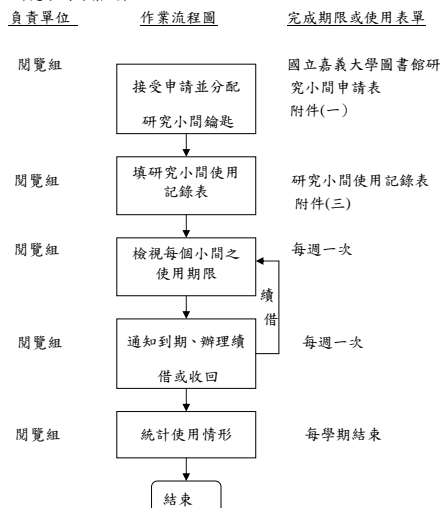 負責單位 作業流程圖 完成期限或使用表單
閱覽組 接受申請並分配 國立嘉義大學圖書館研
研究小間鑰匙 究小間申請表
附件(一)
閱覽組 填研究小間使用 研究小間使用記錄表
記錄表 附件(三)
閱覽組 檢視每個小間之 每週一次
使用期限
續
借
閱覽組 通知到期、辦理續 每週一次
借或收回
閱覽組 統計使用情形 每學期結束
結束